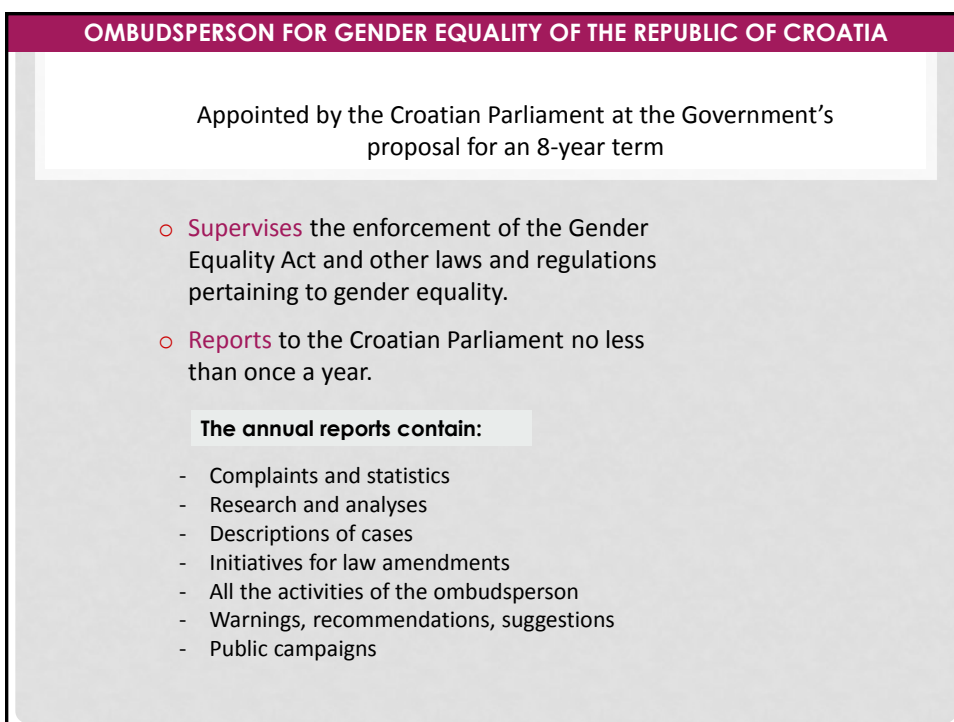 OMBUDSPERSON FOR GENDER EQUALITY OF THE REPUBLIC OF CROATIA
Appointed by the Croatian Parliament at the Government’s
proposal for an 8-year term
o Supervises the enforcement of the Gender
Equality Act and other laws and regulations
pertaining to gender equality.
o Reports to the Croatian Parliament no less
than once a year.
The annual reports contain:
- Complaints and statistics
- Research and analyses
- Descriptions of cases
- Initiatives for law amendments
- All the activities of the ombudsperson
- Warnings, recommendations, suggestions
- Public campaigns